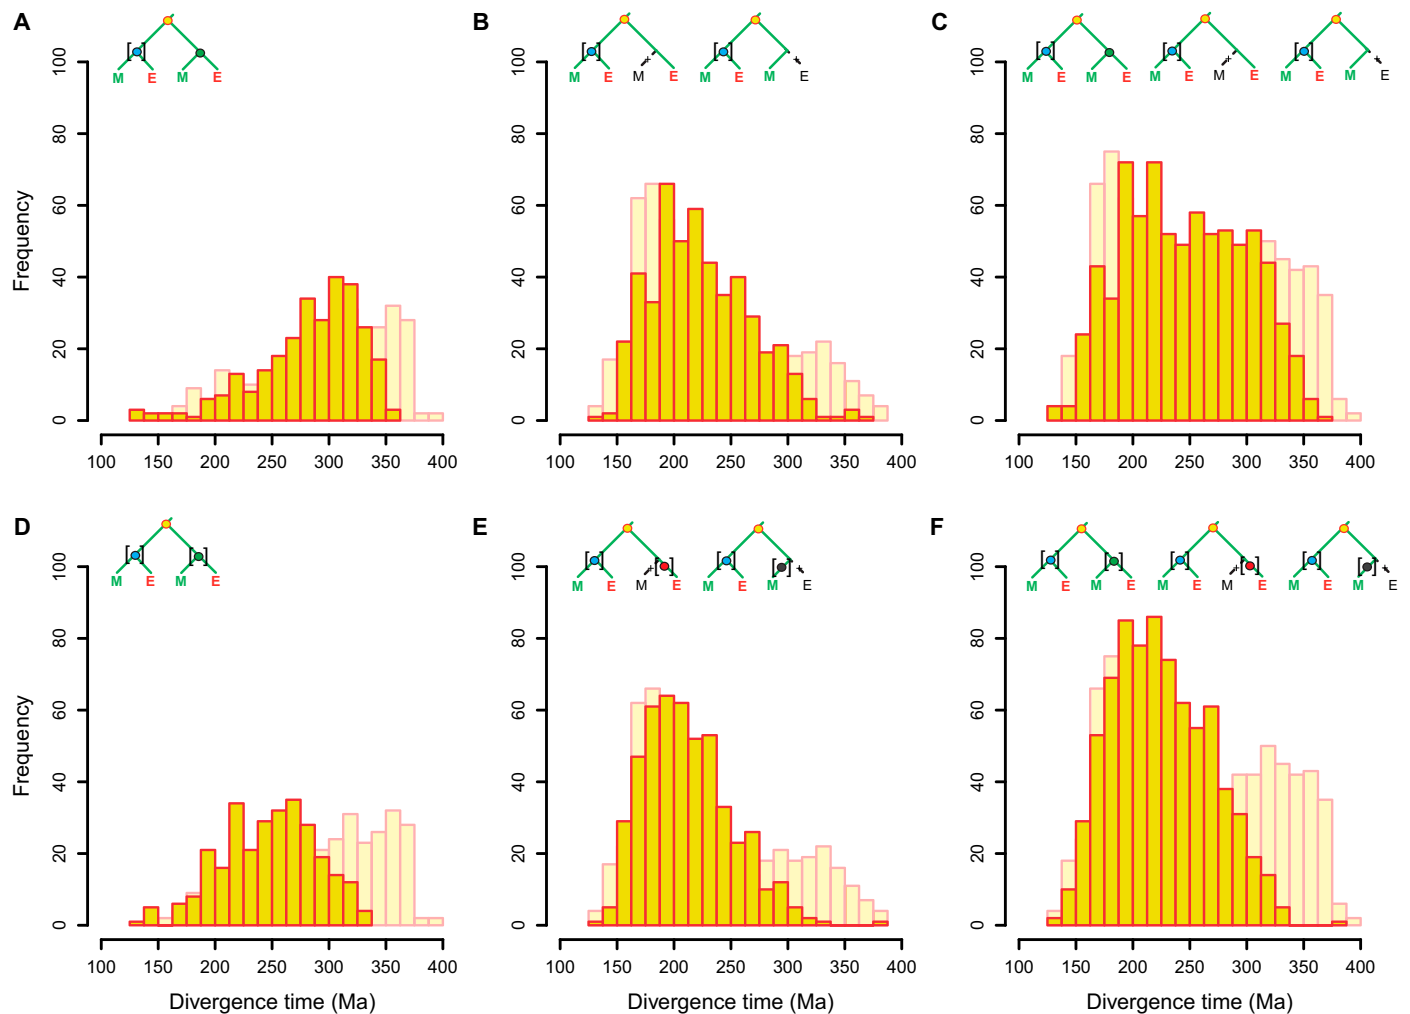 A
B
C
[ ]
M E M E
[ ] [ ]
M E M + E M E M + E
[ ] [ ] [ ]
M E M E M E M + E M E M + E
Frequency
0 20 40 60 80 100
100 150 200 250 300 350 400
0 20 40 60 80 100
100 150 200 250 300 350 400
0 20 40 60 80 100
100 150 200 250 300 350 400
D
E
F
[ ] [ ]
M E M E
[ ] + [ ] [ ] [ ] +
M E M E M E M E
[ ] [ ] [ ] + [ ] [ ] [ ] +
M E M E M E M E M E M E
Frequency
0 20 40 60 80 100
100 150 200 250 300 350 400
Divergence time (Ma)
0 20 40 60 80 100
100 150 200 250 300 350 400
Divergence time (Ma)
0 20 40 60 80 100
100 150 200 250 300 350 400
Divergence time (Ma)